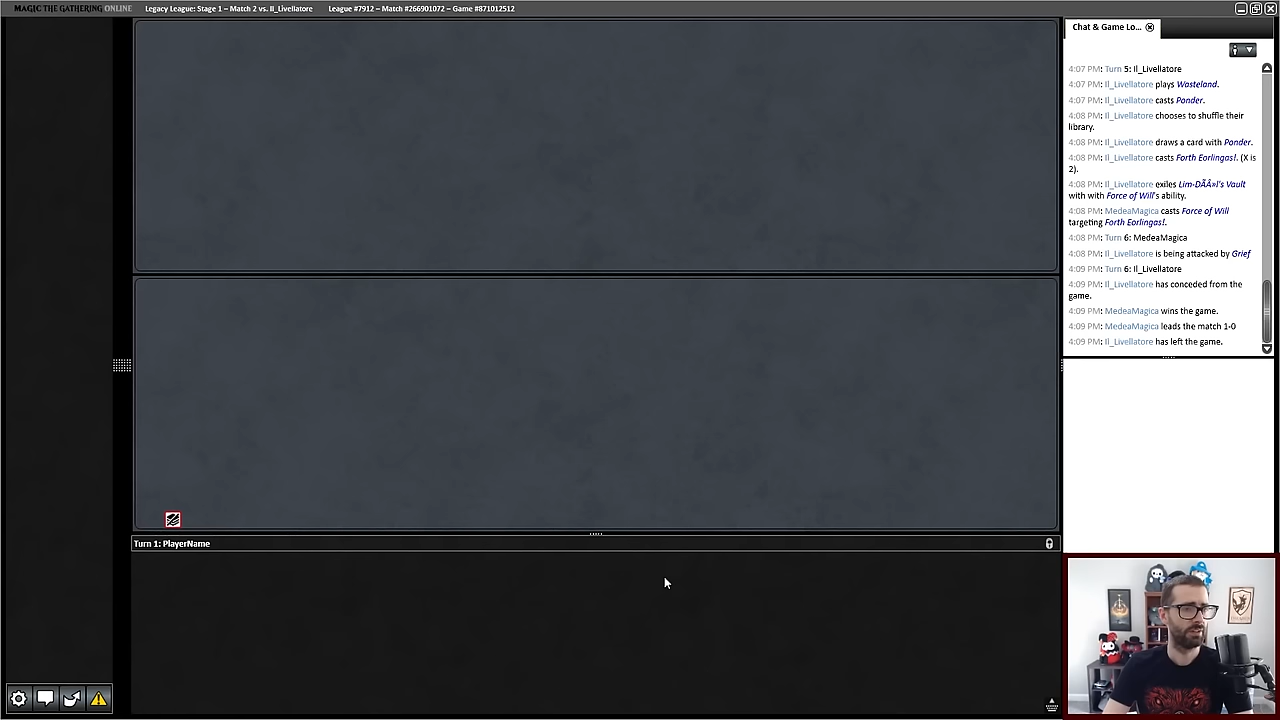 MAGIC THE GATHERING ONLINE
Legacy League: Stage 1 – Match 2 vs. Il_Livellatore
League #7912 – Match #266901072 – Game #871012512
Chat & Game Lo...
4:07 PM: Turn 5: Il_Livellatore
4:07 PM: Il_Livellatore plays Wasteland.
4:07 PM: Il_Livellatore casts Ponder.
4:08 PM: Il_Livellatore chooses to shuffle their
library.
4:08 PM: Il_Livellatore draws a card with Ponder.
4:08 PM: Il_Livellatore casts Forth Eorlingas!. (X is
2).
4:08 PM: Il_Livellatore exiles Lim-DÃÂ»l's Vault
with with Force of Will's ability.
4:08 PM: MedeaMagica casts Force of Will
targeting Forth Eorlingas!.
4:08 PM: Turn 6: MedeaMagica
4:08 PM: Il_Livellatore is being attacked by Grief
4:09 PM: Turn 6: Il_Livellatore
4:09 PM: Il_Livellatore has conceded from the
game.
4:09 PM: MedeaMagica wins the game.
4:09 PM: MedeaMagica leads the match 1-0
4:09 PM: Il_Livellatore has left the game.
Turn 1: PlayerName